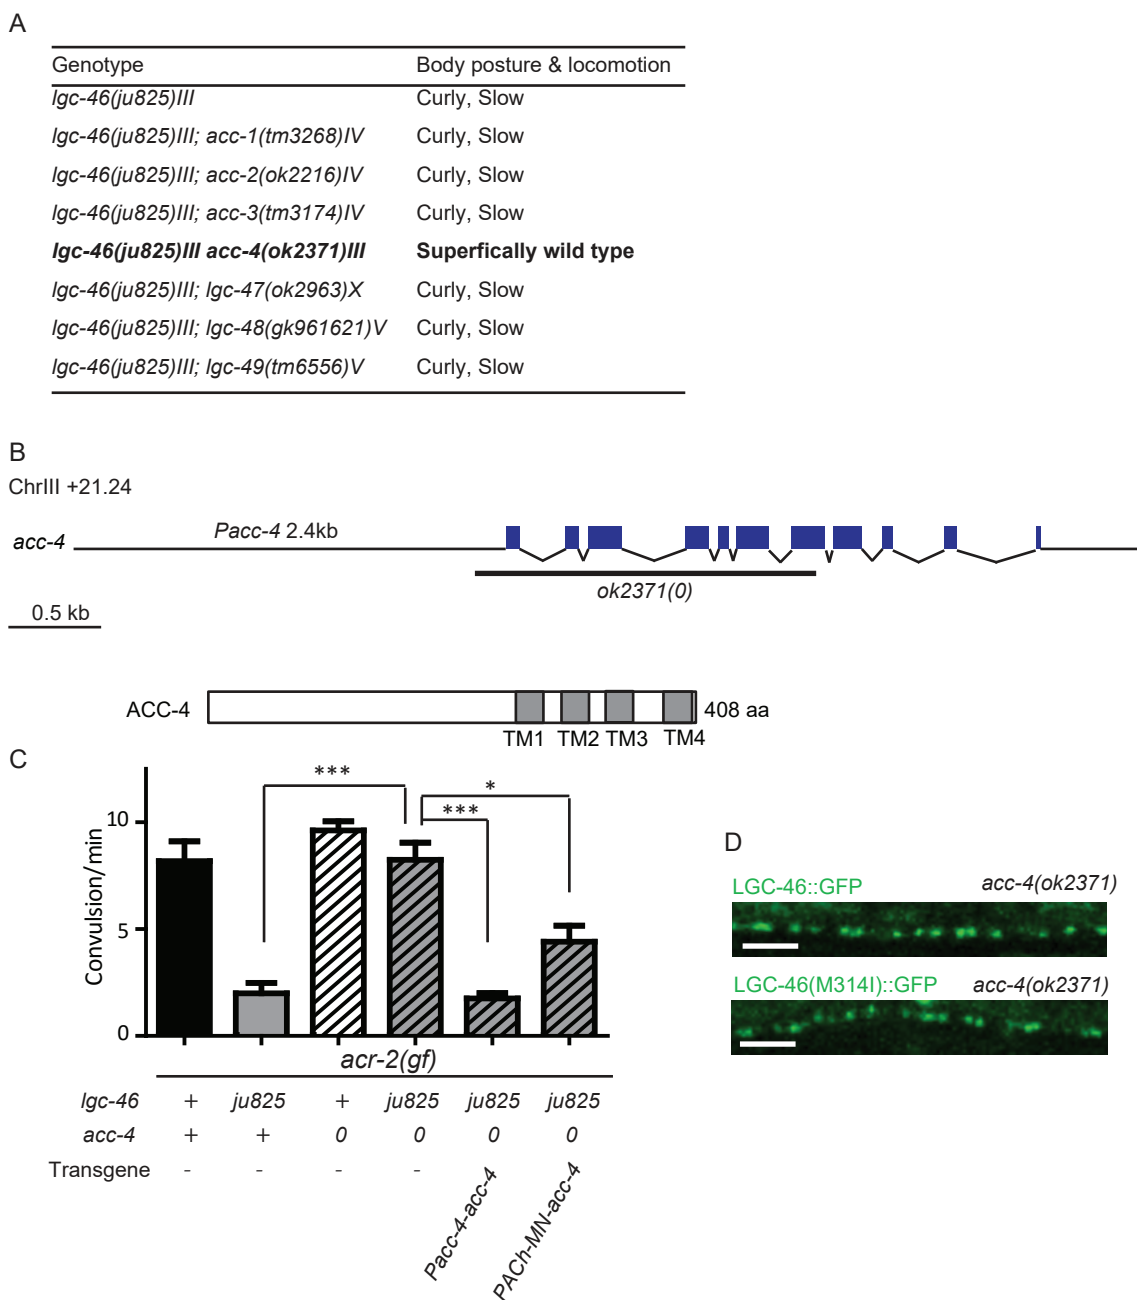 A
Genotype Body posture & locomotion
lgc-46(ju825)III Curly, Slow
lgc-46(ju825)III; acc-1(tm3268)IV Curly, Slow
lgc-46(ju825)III; acc-2(ok2216)IV Curly, Slow
lgc-46(ju825)III; acc-3(tm3174)IV Curly, Slow
lgc-46(ju825)III acc-4(ok2371)III Superfically wild type
lgc-46(ju825)III; lgc-47(ok2963)X Curly, Slow
lgc-46(ju825)III; lgc-48(gk961621)V Curly, Slow
lgc-46(ju825)III; lgc-49(tm6556)V Curly, Slow
B
ChrIII +21.24
acc-4 Pacc-4 2.4kb
ok2371(0)
0.5 kb
ACC-4 408 aa
TM1 TM2 TM3 TM4
C
*** * ***
Convulsion/min
10
5
0
acr-2(gf)
lgc-46 + ju825 + ju825 ju825 ju825
acc-4 + + 0 0 0 0
Transgene - - - - Pacc-4-acc-4 PACh-MN-acc-4
D
LGC-46::GFP acc-4(ok2371)
LGC-46(M314I)::GFP acc-4(ok2371)